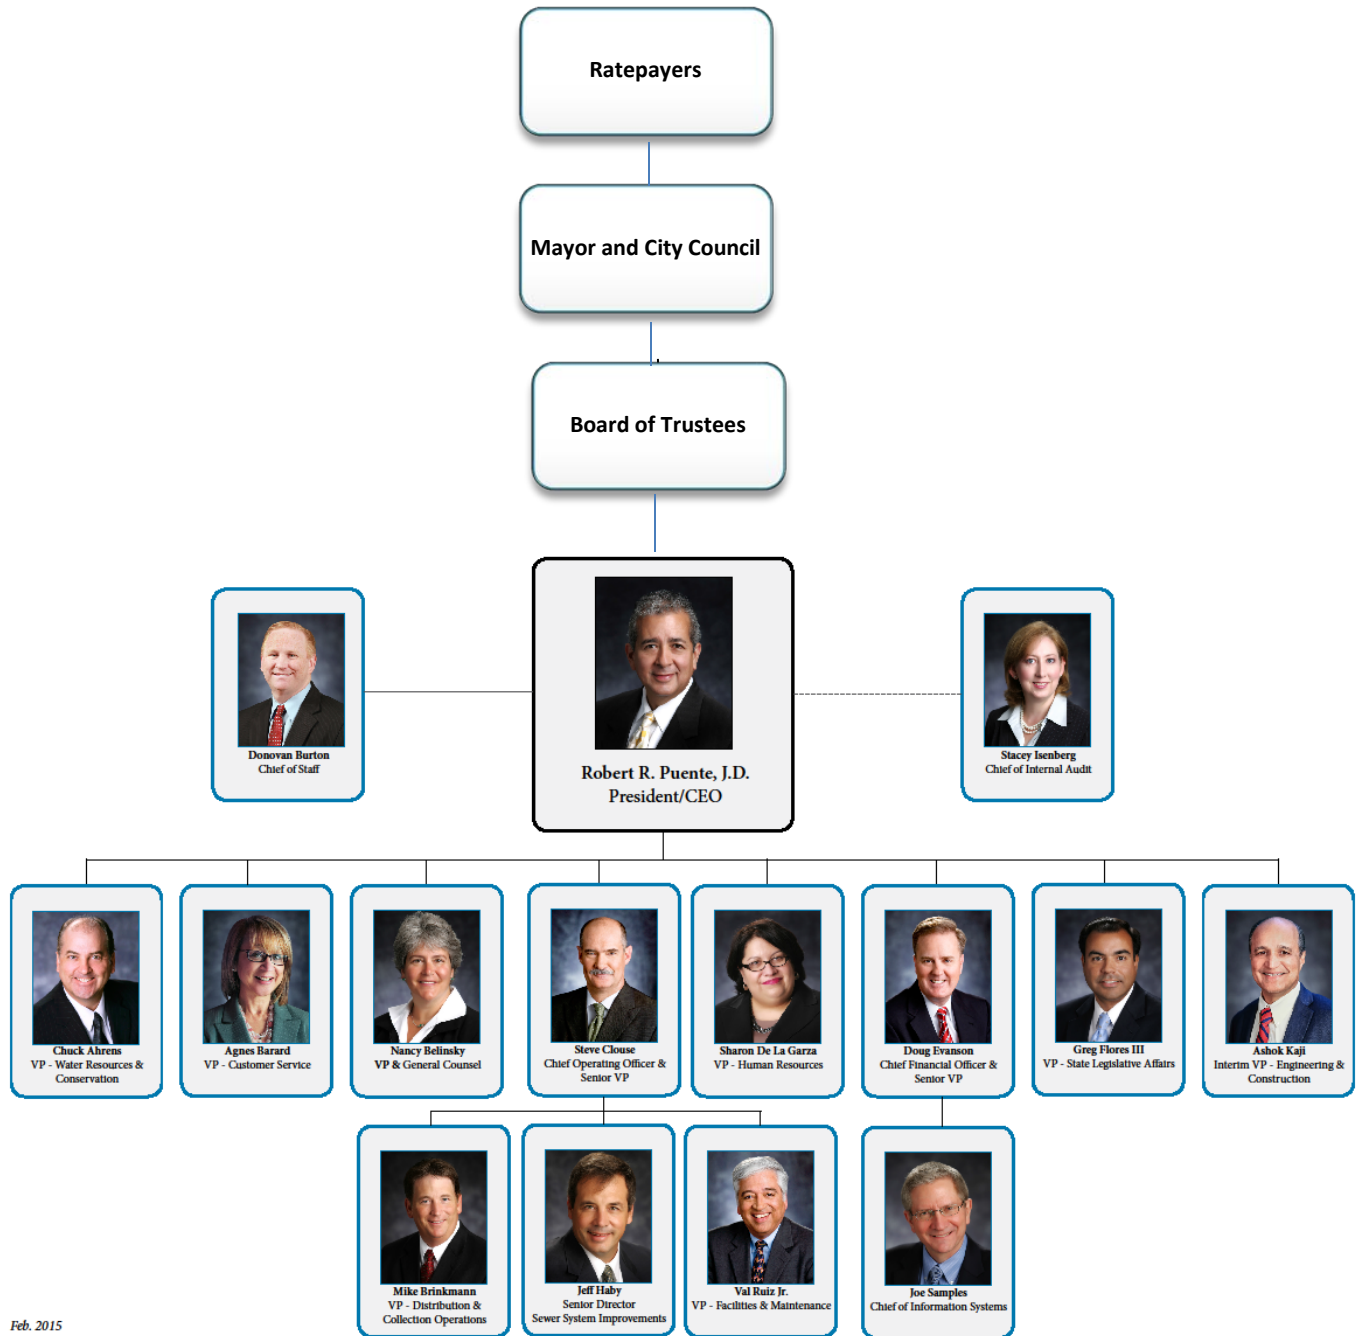 Ratepayers
Mayor and City Council
Board of Trustees
Donovan Burton
Chief of Staff
Robert R. Puente, J.D.
President/CEO
Stacey Isenberg
Chief of Internal Audit
Chuck Ahrens
VP - Water Resources &
Conservation
Agnes Barard
VP - Customer Service
Nancy Belinsky
VP & General Counsel
Steve Clouse
Chief Operating Officer &
Senior VP
Sharon De La Garza
VP - Human Resources
Doug Evanson
Chief Financial Officer &
Senior VP
Greg Flores III
VP - State Legislative Affairs
Ashok Kaji
Interim VP - Engineering &
Construction
Mike Brinkmann
VP - Distribution &
Collection Operations
Jeff Haby
Senior Director
Sewer System Improvements
Val Ruiz Jr.
VP - Facilities & Maintenance
Joe Samples
Chief of Information Systems
Feb. 2015